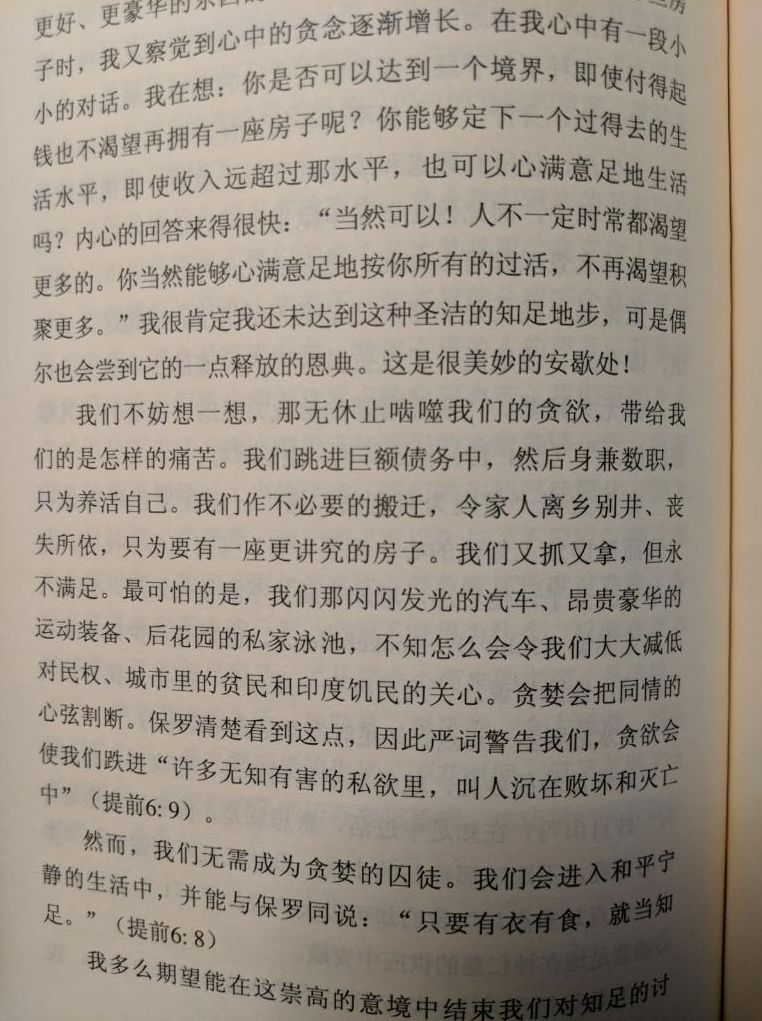 更好、更豪华的东西的
子时，我又察觉到心中的贪念逐渐增长。在我心中有一段小
小的对话。我在想：你是否可以达到一个境界，即使付得起
钱也不渴望再拥有一座房子呢？你能够定下一个过得去的生
活水平，即使收入远超过那水平，也可以心满意足地生活
吗？内心的回答来得很快：“当然可以！人不一定时常都渴望
更多的。你当然能够心满意足地按你所有的过活，不再渴望积
聚更多。”我很肯定我还未达到这种圣洁的知足地步，可是偶
尔也会尝到它的一点释放的恩典。这是很美妙的安歇处！
我们不妨想一想，那无休止啮噬我们的贪欲，带给我
们的是怎样的痛苦。我们跳进巨额债务中，然后身兼数职，
只为养活自己。我们作不必要的搬迁，令家人离乡别井、丧
失所依，只为要有一座更讲究的房子。我们又抓又拿，但永
不满足。最可怕的是，我们那闪闪发光的汽车、昂贵豪华的
运动装备、后花园的私家泳池，不知怎么会令我们大大减低
对民权、城市里的贫民和印度饥民的关心。贪婪会把同情的
心弦割断。保罗清楚看到这点，因此严词警告我们，贪欲会
使我们跌进“许多无知有害的私欲里，叫人沉在败坏和灭亡
中”（提前6: 9）。
然而，我们无需成为贪婪的囚徒。我们会进入和平宁
静的生活中，并能与保罗同说：“只要有衣有食，就当知
足。”（提前6: 8）
我多么期望能在这崇高的意境中结束我们对知足的讨